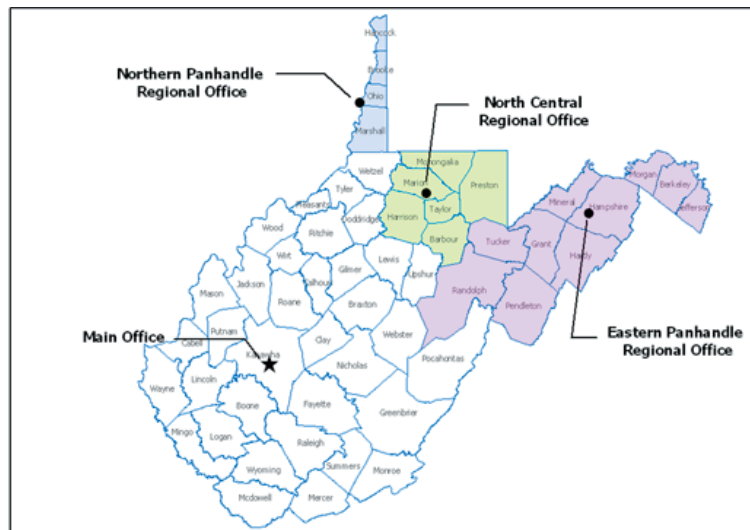 Hancock
Brooke
Northern Panhandle
Regional Office
Ohio
North Central
Regional Office
Marshall
Monongalia
Wetzel
Marion
Preston
Morgan
Berkeley
Tyler
Jefferson
Pleasants
Taylor
Mineral
Hampshire
Doddridge
Harrison
Wood
Ritchie
Barbour
Tucker
Grant
Hardy
Wirt
Lewis
Gilmer
Upshur
Calhoun
Jackson
Mason
Randolph
Roane
Braxton
Pendleton
Eastern Panhandle
Regional Office
Main Office
Putnam
Webster
Cabell
Clay
Kanawha
Pocahontas
Nicholas
Lincoln
Wayne
Boone
Fayette
Greenbrier
Mingo
Logan
Raleigh
Wyoming
Summers
Monroe
Mcdowell
Mercer